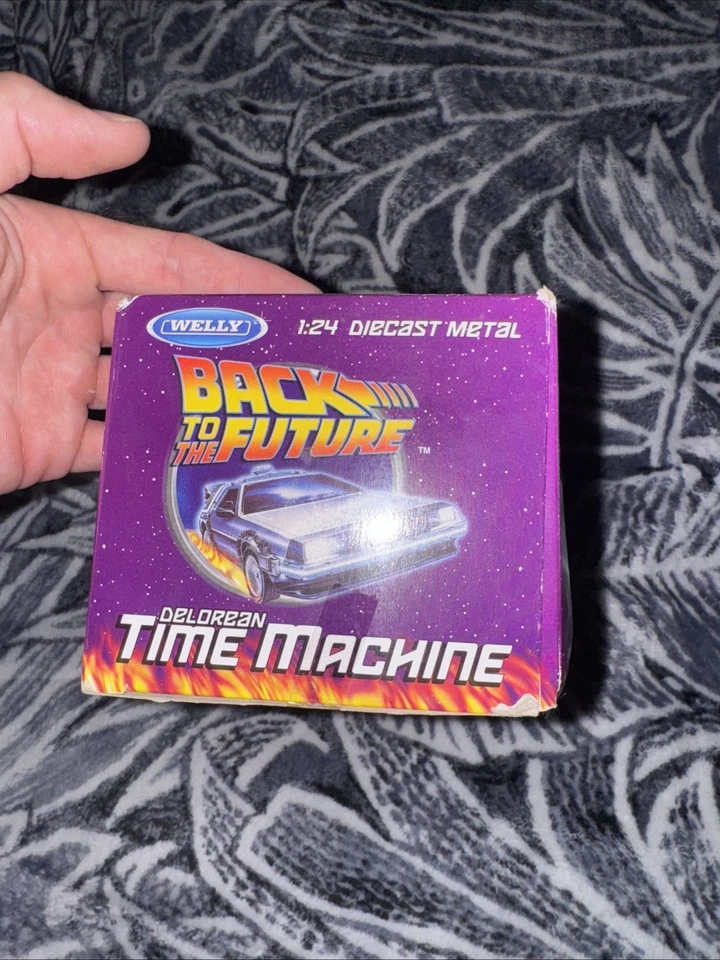 WELLY
1:24 DIECAST METAL
BACK
TO
THE FUTURE
TM
DELOREAN
TIME MACHINE